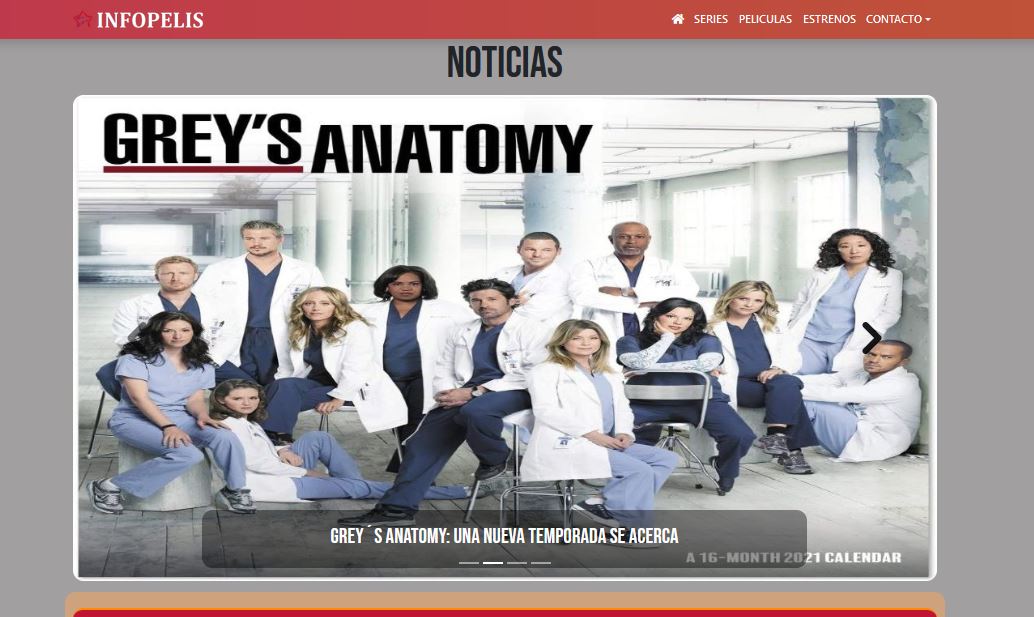 INFOPELIS
SERIES PELICULAS ESTRENOS CONTACTO
NOTICIAS
GREY'S ANATOMY
GREY´S ANATOMY: UNA NUEVA TEMPORADA SE ACERCA
A 16-MONTH 2021 CALENDAR